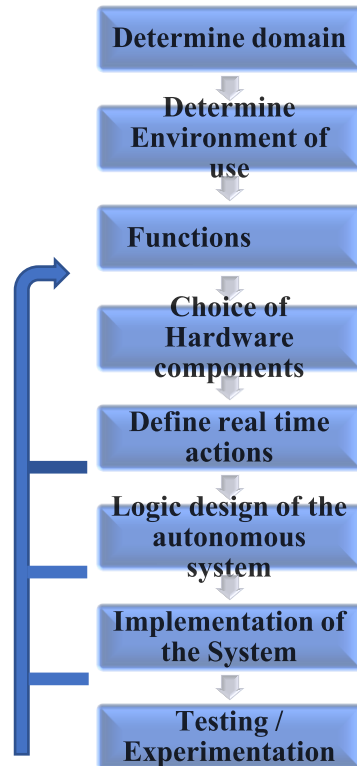 Determine domain
Determine
Environment of
use
Functions
Choice of
Hardware
components
Define real time
actions
Logic design of the
autonomous
system
Implementation of
the System
Testing /
Experimentation